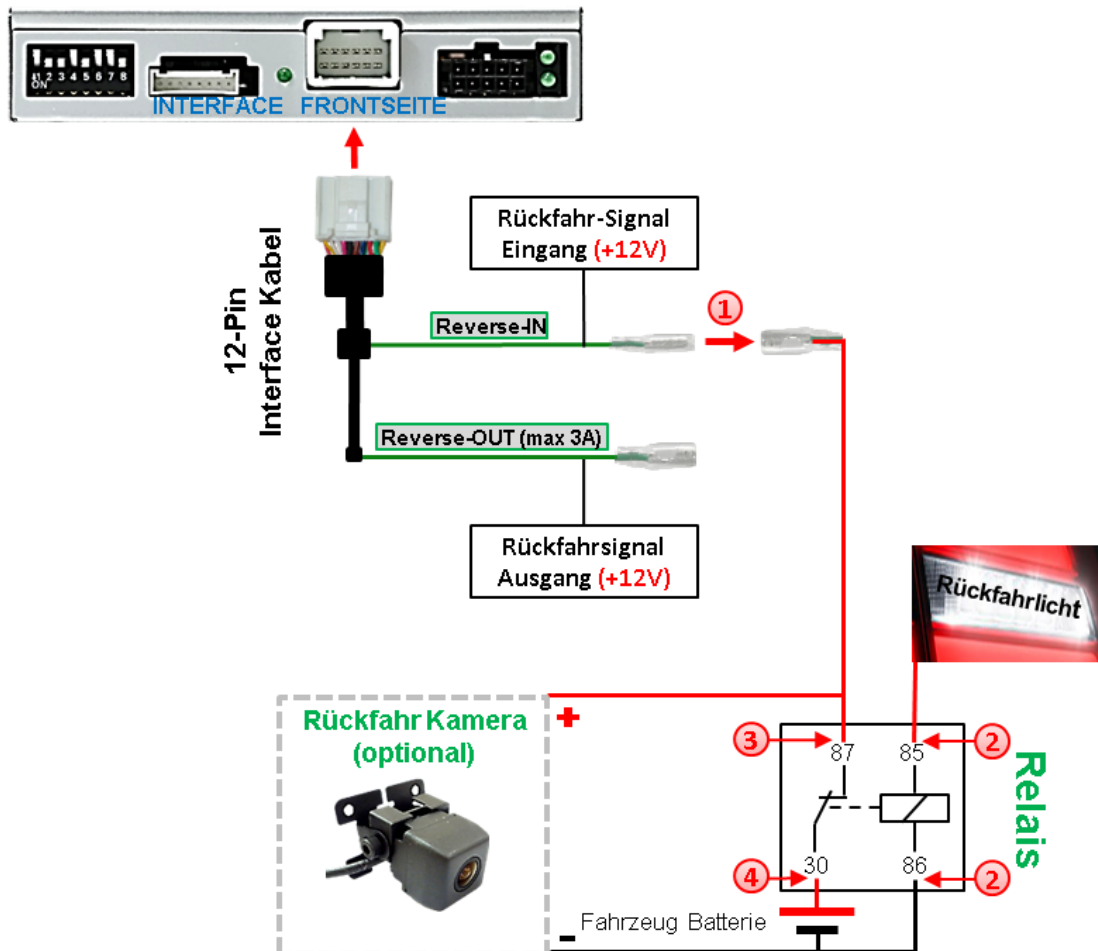 1 2 3 4 5 6 7 8
ON
INTERFACE FRONTSEITE
12-Pin
Interface Kabel
Rückfahr-Signal
Eingang (+12V)
Reverse-IN
1
Reverse-OUT (max 3A)
Rückfahrsignal
Ausgang (+12V)
Rückfahrlicht
Rückfahr Kamera
(optional)
+
3
87
85
2
Relais
4
30
86
2
- Fahrzeug Batterie